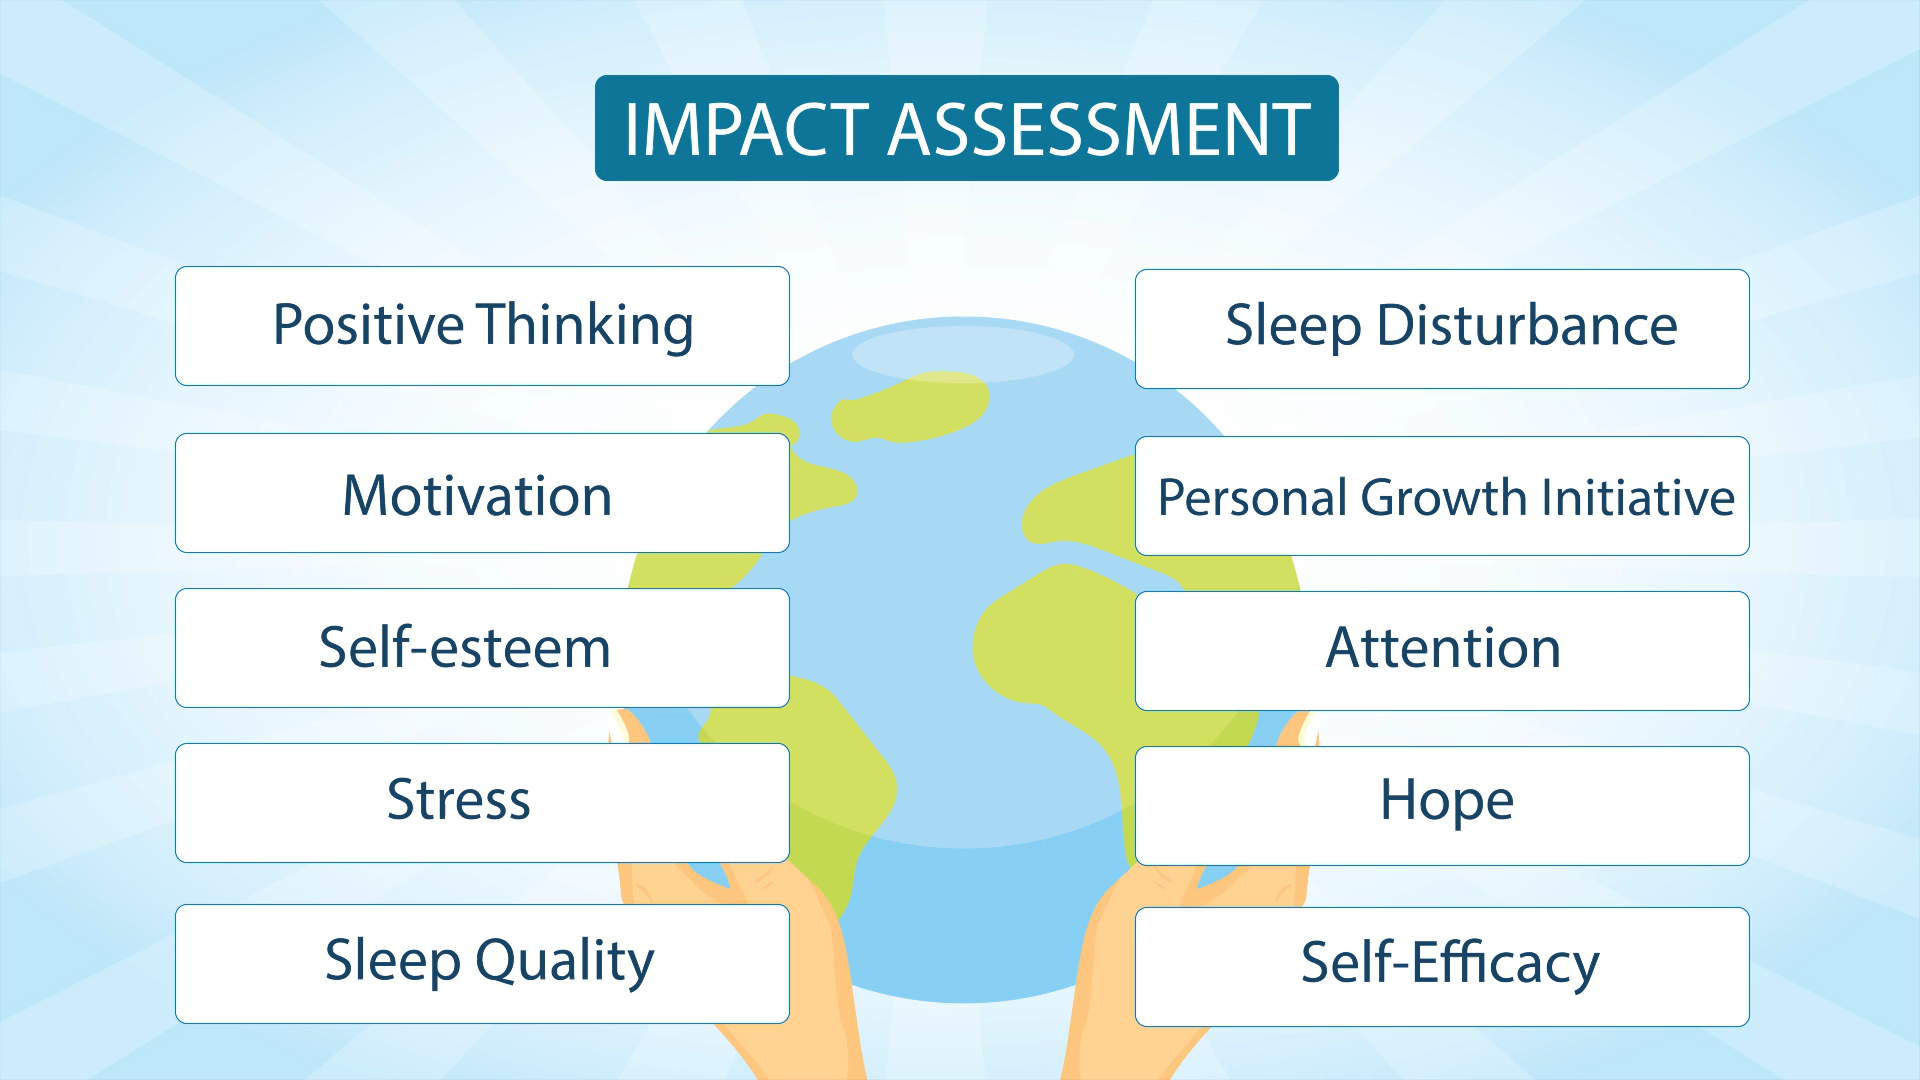 IMPACT ASSESSMENT
Positive Thinking
Motivation
Self-esteem
Stress
Sleep Quality
Sleep Disturbance
Personal Growth Initiative
Attention
Hope
Self-Efficacy